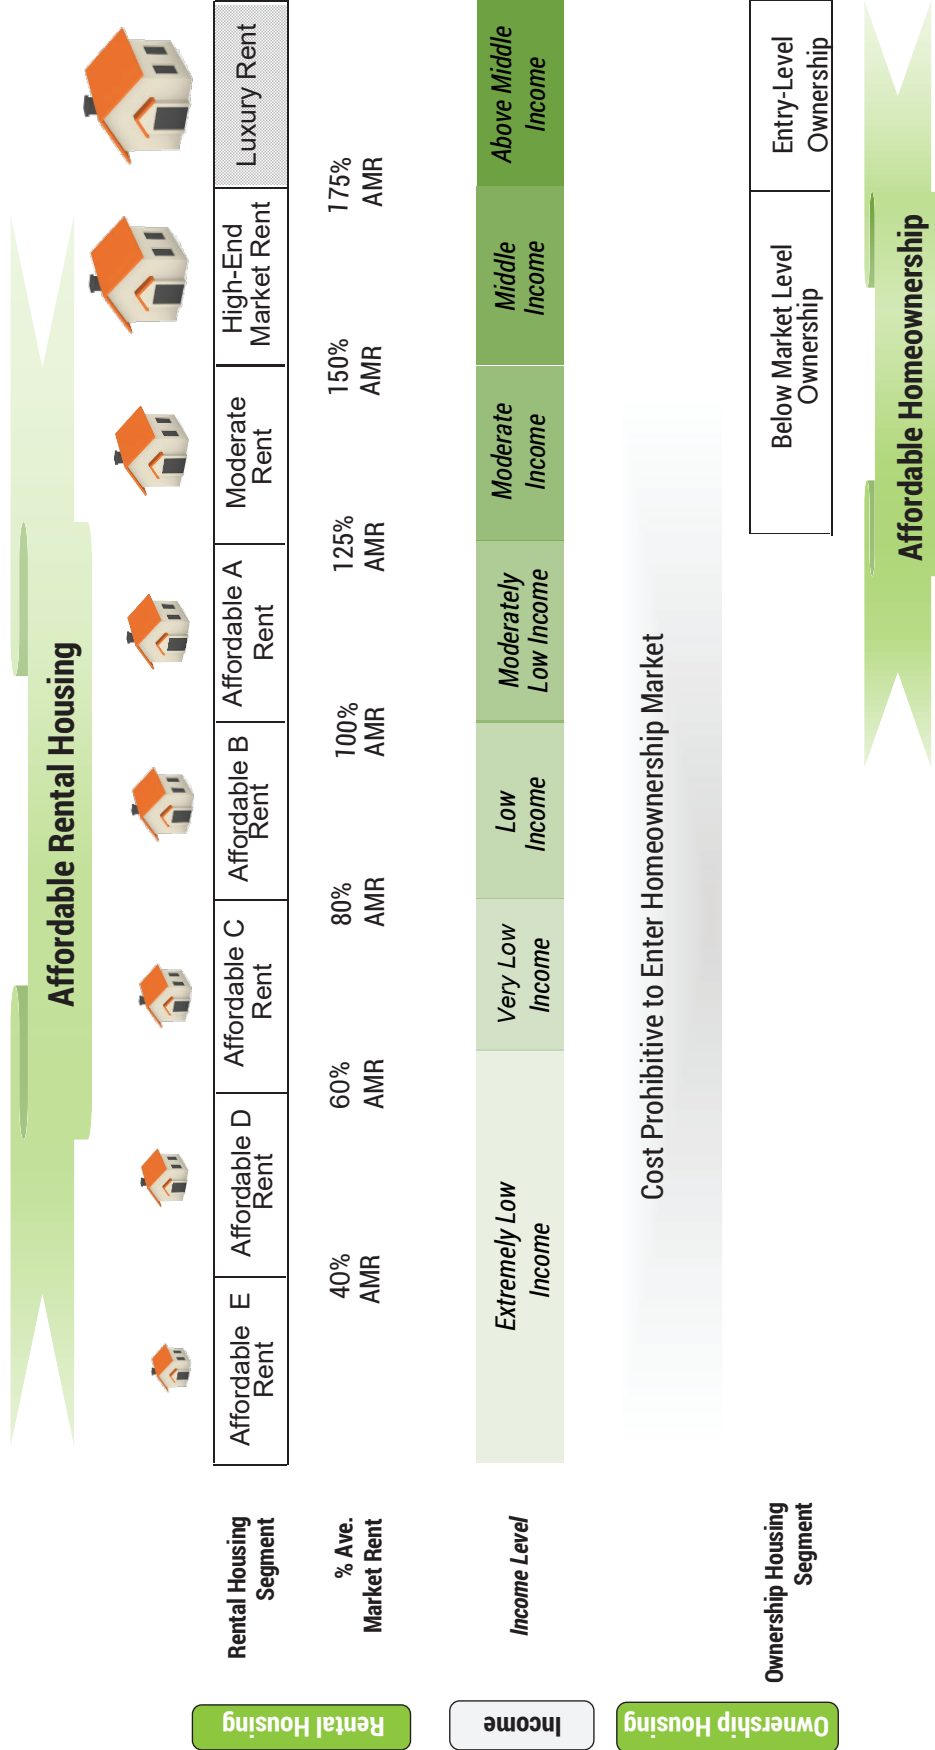 Affordable Rental Housing
Rental Housing
Rental Housing
Segment
Affordable E
Rent
Affordable D
Rent
Affordable C
Rent
Affordable B
Rent
Affordable A
Rent
Moderate
Rent
High-End
Market Rent
Luxury Rent
% Ave.
Market Rent
40%
AMR
60%
AMR
80%
AMR
100%
AMR
125%
AMR
150%
AMR
175%
AMR
Income
Income Level
Extremely Low
Income
Very Low
Income
Low
Income
Moderately
Low Income
Moderate
Income
Middle
Income
Above Middle
Income
Ownership Housing
Cost Prohibitive to Enter Homeownership Market
Ownership Housing
Segment
Below Market Level
Ownership
Entry-Level
Ownership
Affordable Homeownership